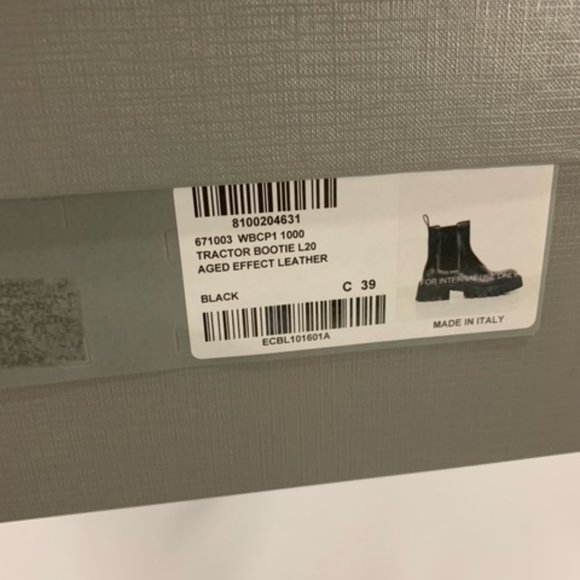 8100204631
671003 WBCP1 1000
TRACTOR BOOTIE L20
AGED EFFECT LEATHER
BLACK
C 39
ECBL101601A
FOR INTERNAL USE ONLY
MADE IN ITALY